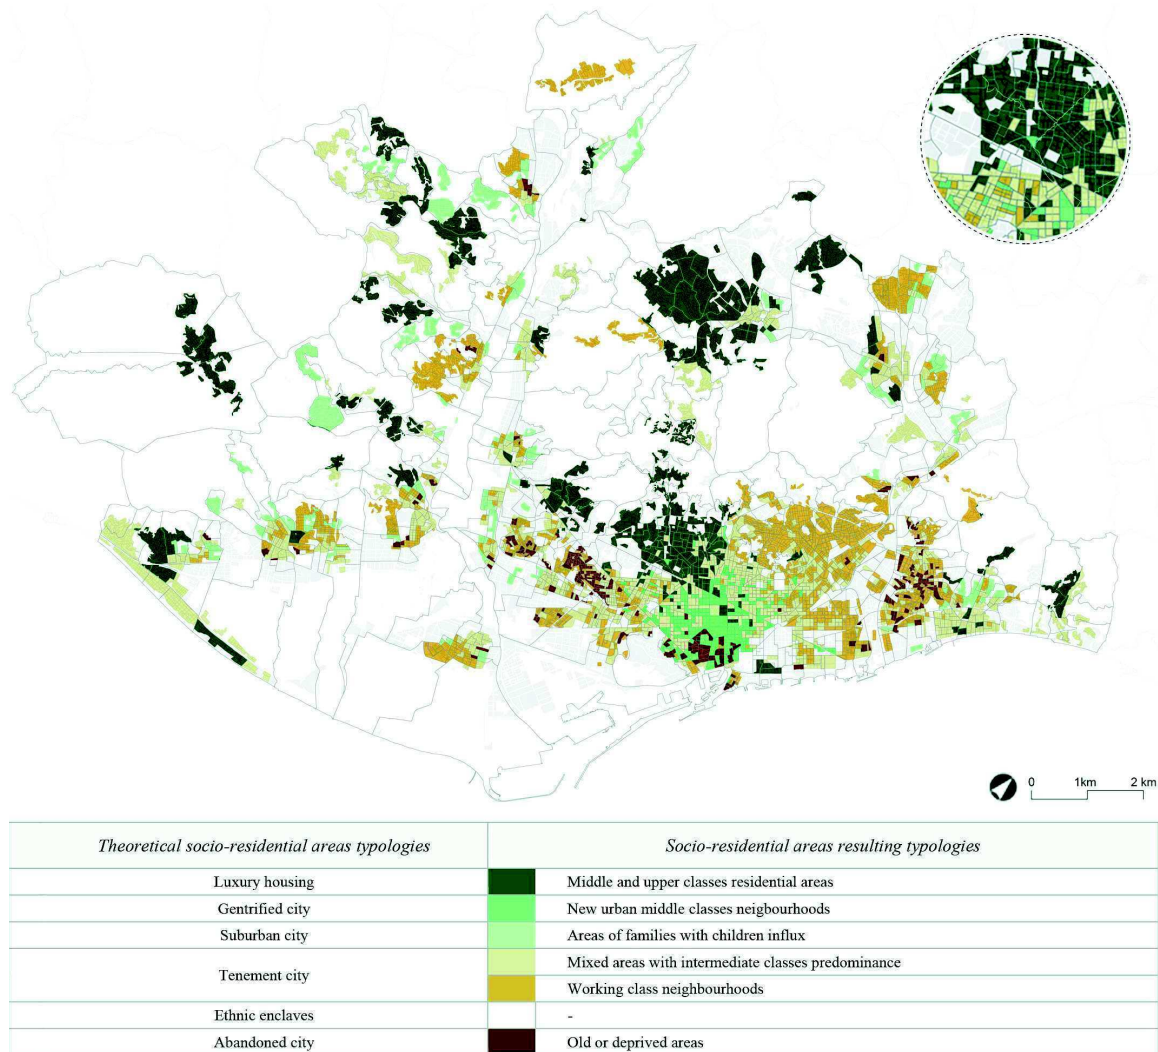 0 1km 2 km
Theoretical socio-residential areas typologies Socio-residential areas resulting typologies
Luxury housing Middle and upper classes residential areas
Gentrified city New urban middle classes neigbourhoods
Suburban city Areas of families with children influx
Tenement city Mixed areas with intermediate classes predominance
Working class neighbourhoods
Ethnic enclaves -
Abandoned city Old or deprived areas